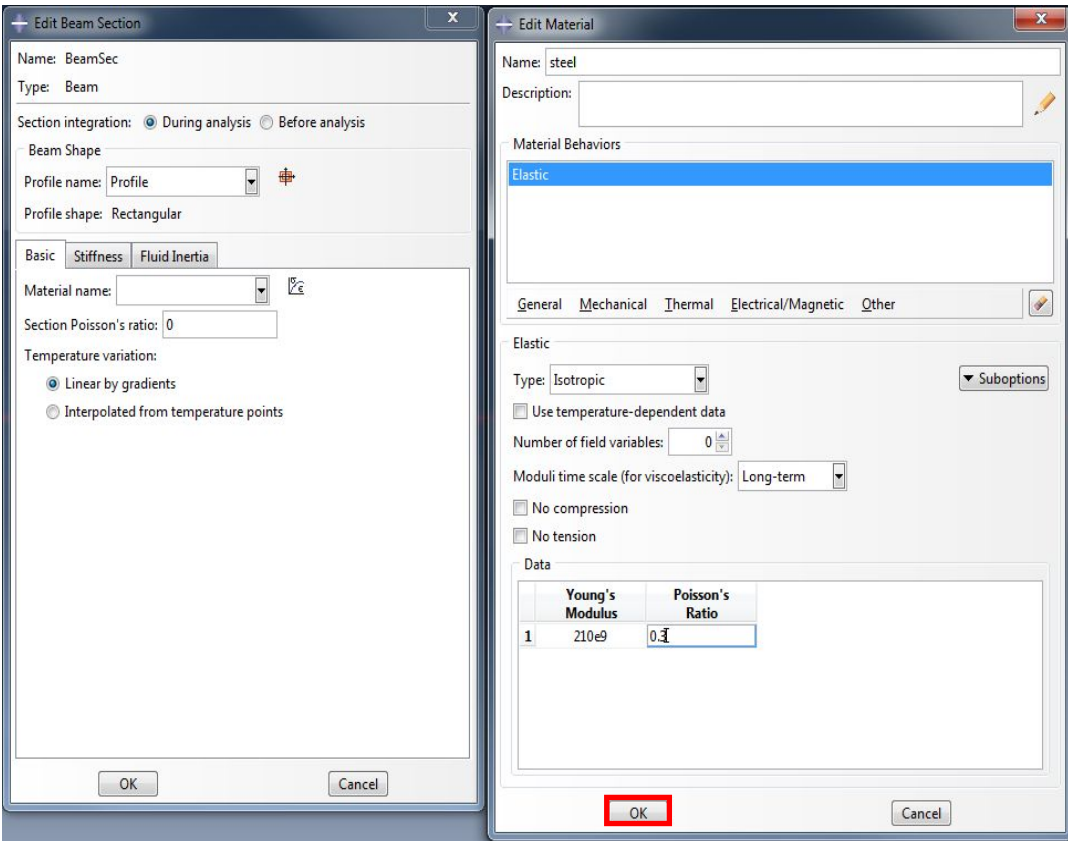 Edit Beam Section
X
Name: BeamSec
Type: Beam
Section integration: During analysis Before analysis
Beam Shape
Profile name: Profile
Profile shape: Rectangular
Basic Stiffness Fluid Inertia
Material name:
Section Poisson's ratio: 0
Temperature variation:
Linear by gradients
Interpolated from temperature points
OK Cancel
Edit Material
X
Name: steel
Description:
Material Behaviors
Elastic
General Mechanical Thermal Electrical/Magnetic Other
Elastic
Type: Isotropic
Suboptions
Use temperature-dependent data
Number of field variables: 0
Moduli time scale (for viscoelasticity): Long-term
No compression
No tension
Data
Young's Poisson's
Modulus Ratio
1 210e9 0.3
OK Cancel